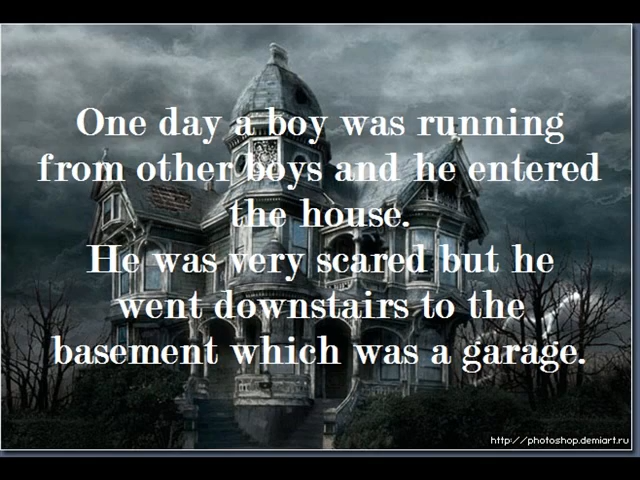 One day a boy was running
from other boys and he entered
the house.
He was very scared but he
went downstairs to the
basement which was a garage.
http://photoshop.demiart.ru